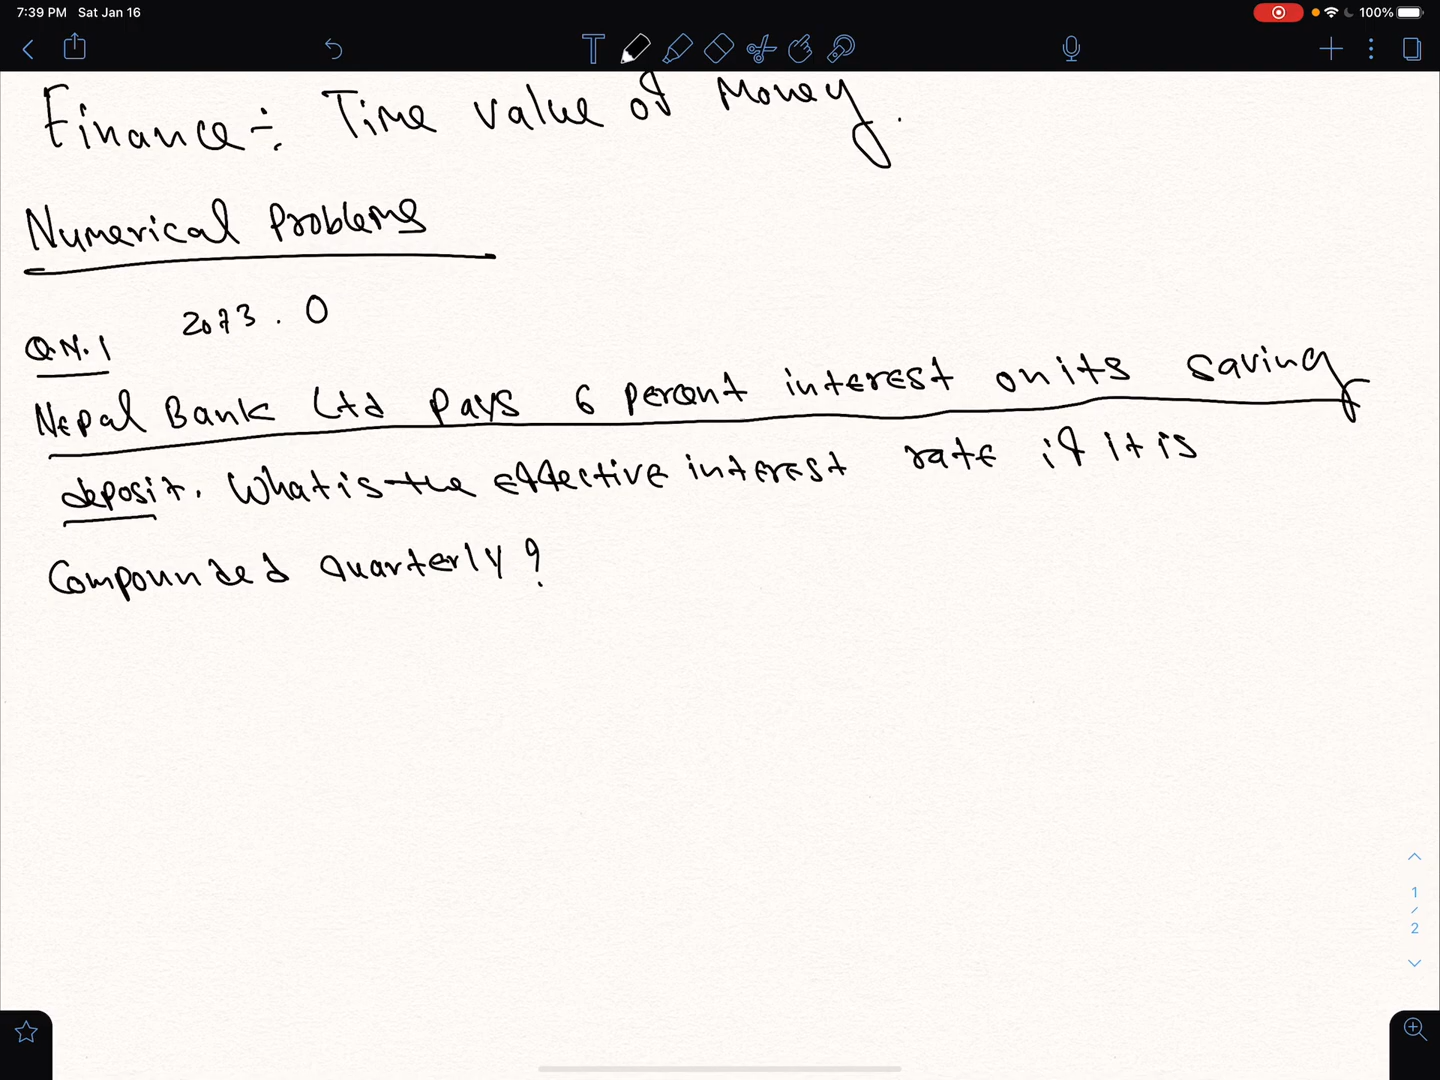 7:39 PM Sat Jan 16
100%
Finance:- Time value of Money.
Numerical Problems
2073. O
Q.N.1
Nepal Bank Ltd Pays 6 percent interest on its saving
deposit. What is the effective interest rate if it is
Compounded Quarterly?
1
/
2